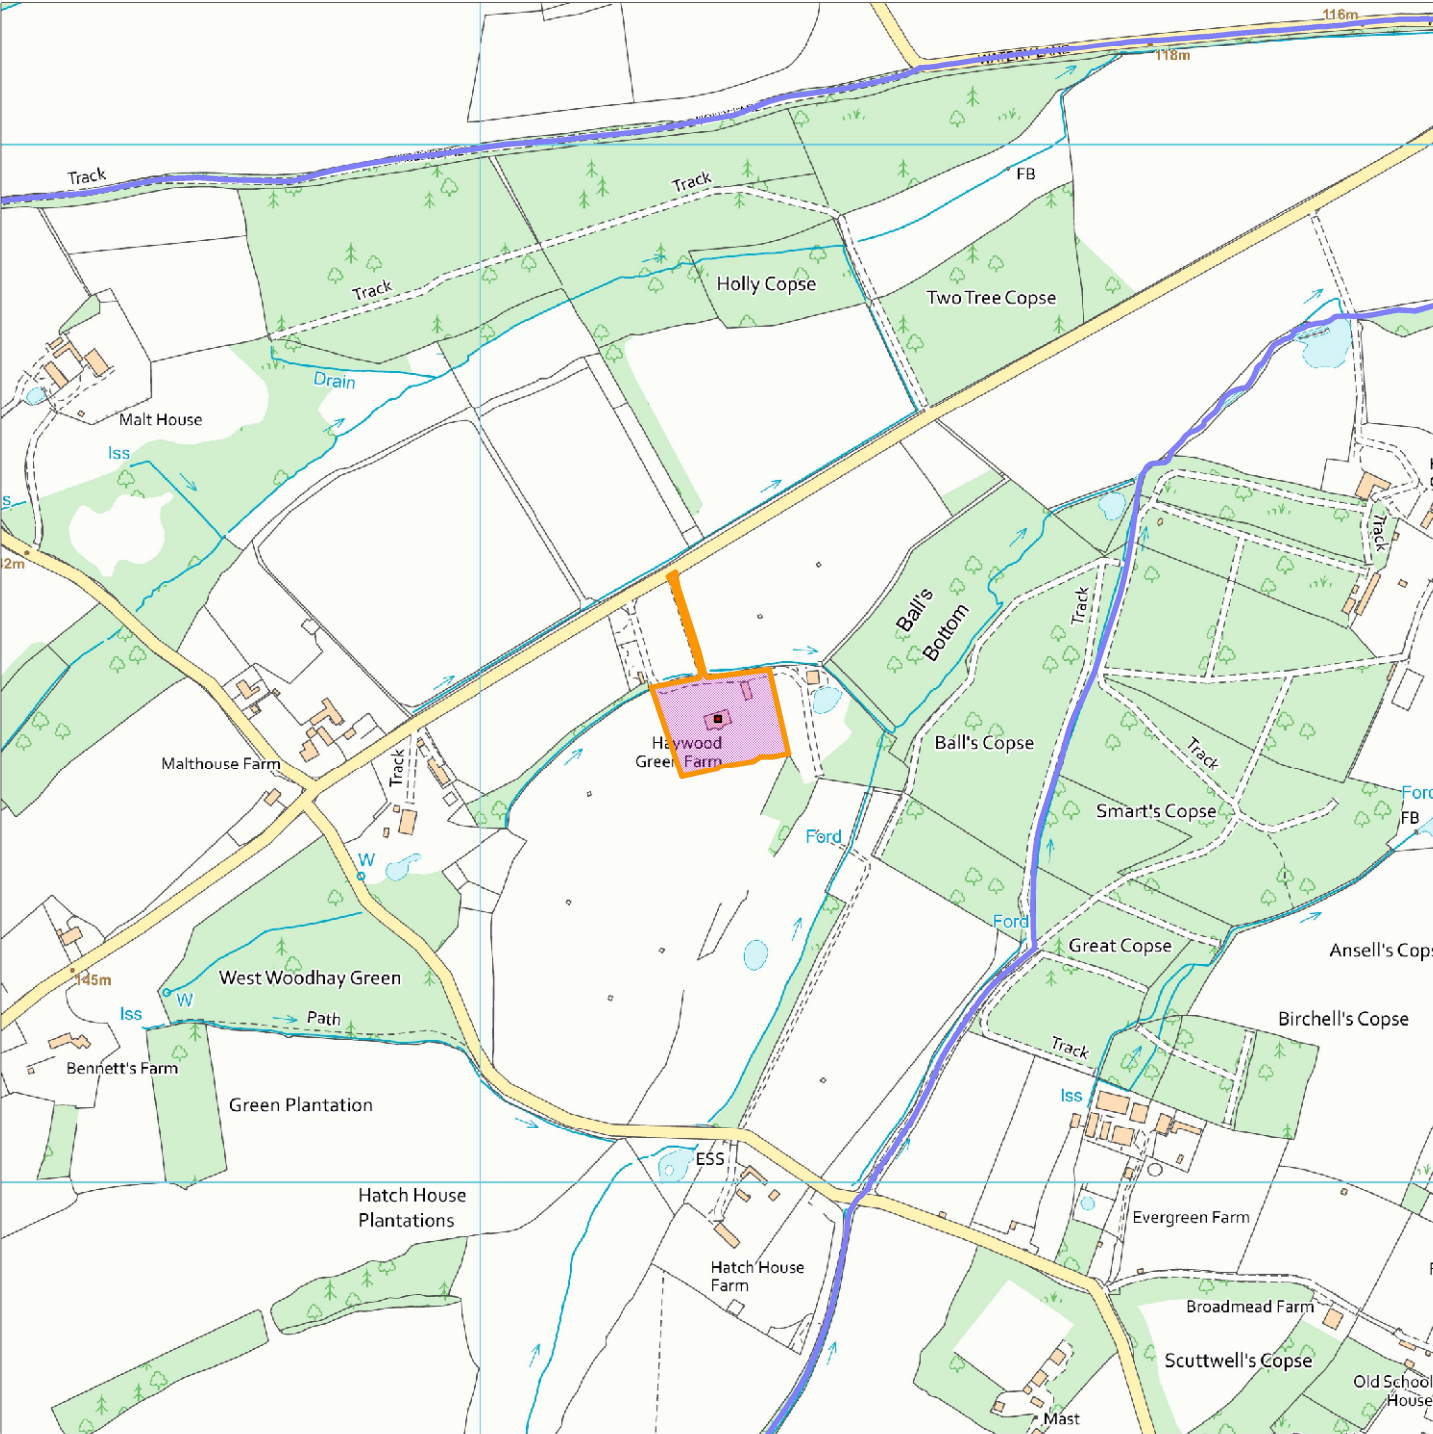 116m
WATERY LANE
118m
Track
FB
Track
Track
Holly Copse
Two Tree Copse
Drain
Malt House
Iss
s
Track
Ball's
Bottom
Track
Haywood
Green Farm
Ball's Copse
Track
Malthouse Farm
Track
Smart's Copse
Ford
FB
Ford
W
Ford
Great Copse
Ansell's Cops
145m
West Woodhay Green
W
Iss
Path
Birchell's Copse
Track
Bennett's Farm
Iss
Green Plantation
ESS
Hatch House
Plantations
Evergreen Farm
Hatch House
Farm
Broadmead Farm
Scuttwell's Copse
Old School
House
Mast